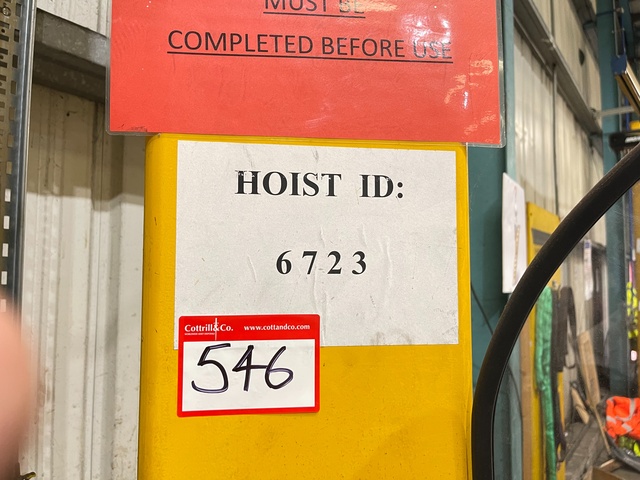 MUST BE
COMPLETED BEFORE USE
HOIST ID:
6723
Cottrill&Co. www.cottandco.com
546